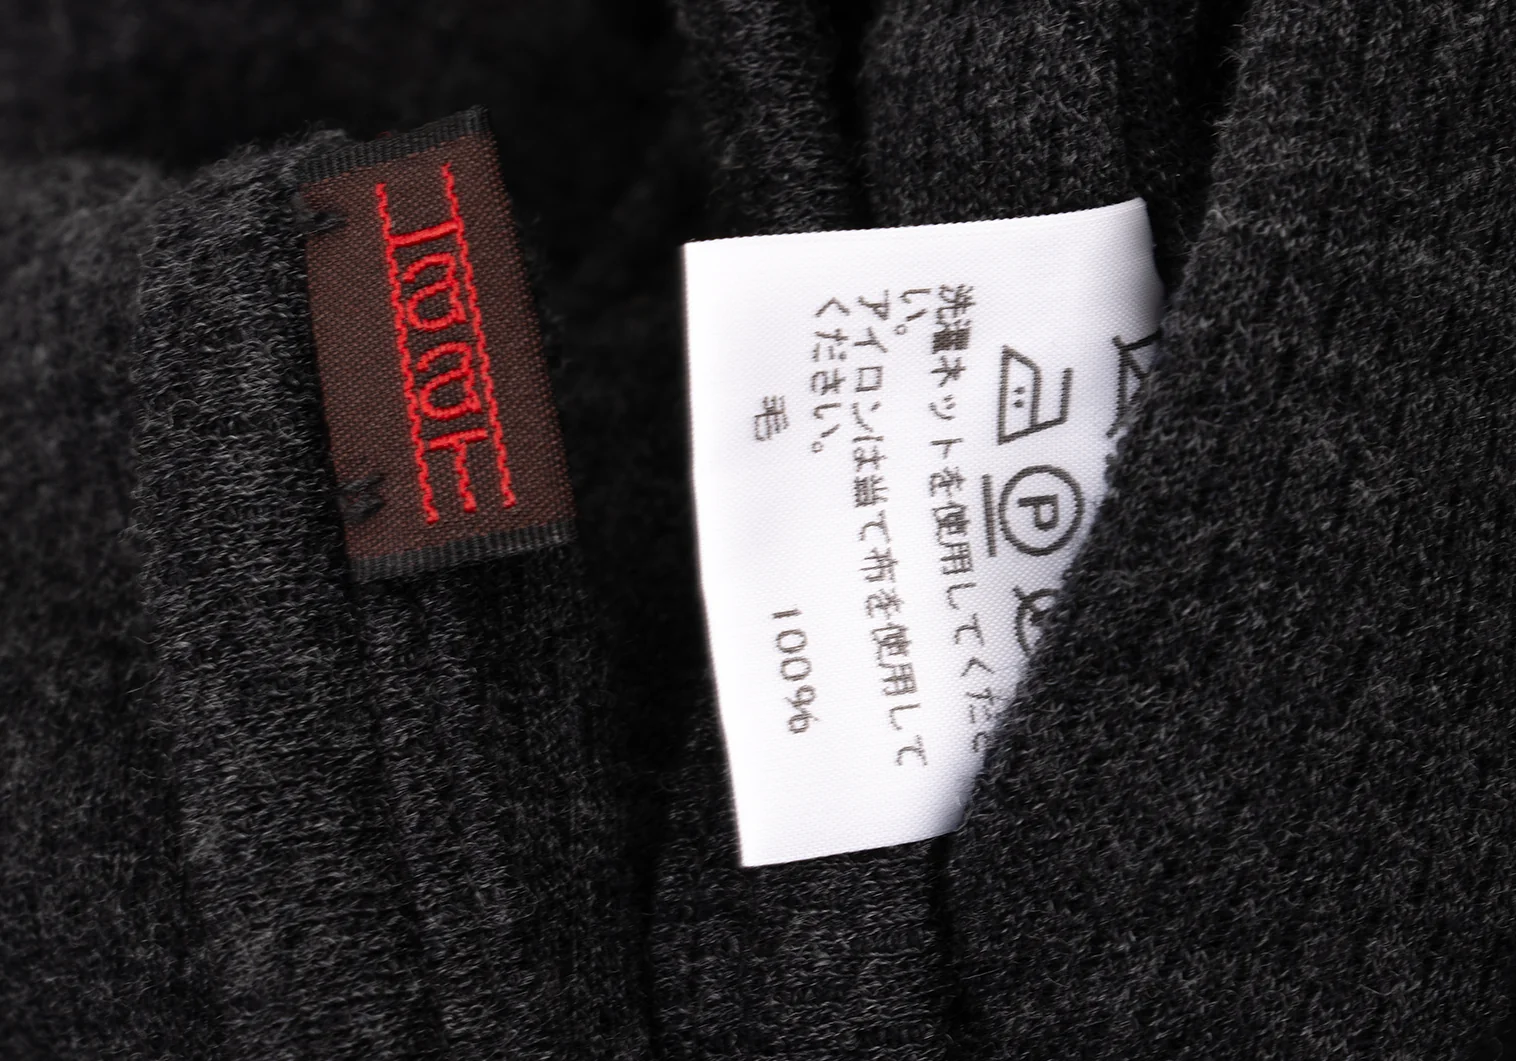 洗濯ネットを使用してくださ
い。
アイロンは当て布を使用して
ください。
毛 100%